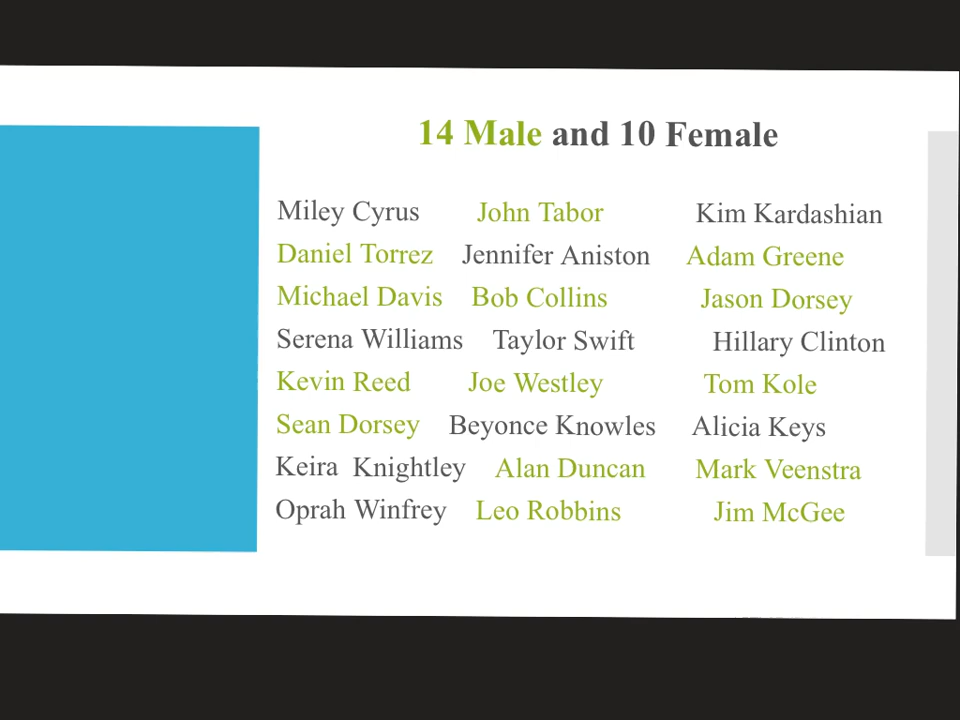 14 Male and 10 Female
Miley Cyrus John Tabor Kim Kardashian
Daniel Torrez Jennifer Aniston Adam Greene
Michael Davis Bob Collins Jason Dorsey
Serena Williams Taylor Swift Hillary Clinton
Kevin Reed Joe Westley Tom Kole
Sean Dorsey Beyonce Knowles Alicia Keys
Keira Knightley Alan Duncan Mark Veenstra
Oprah Winfrey Leo Robbins Jim McGee